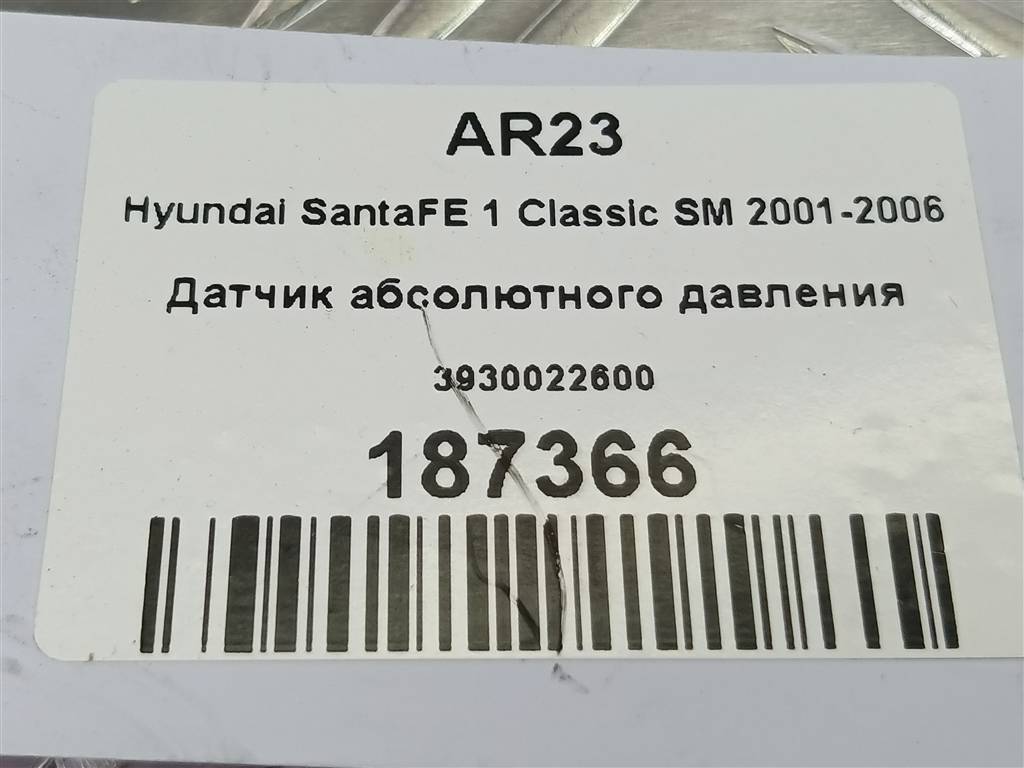 AR23
Hyundai SantaFE 1 Classic SM 2001-2006
Датчик абсолютного давления
3930022600
187366